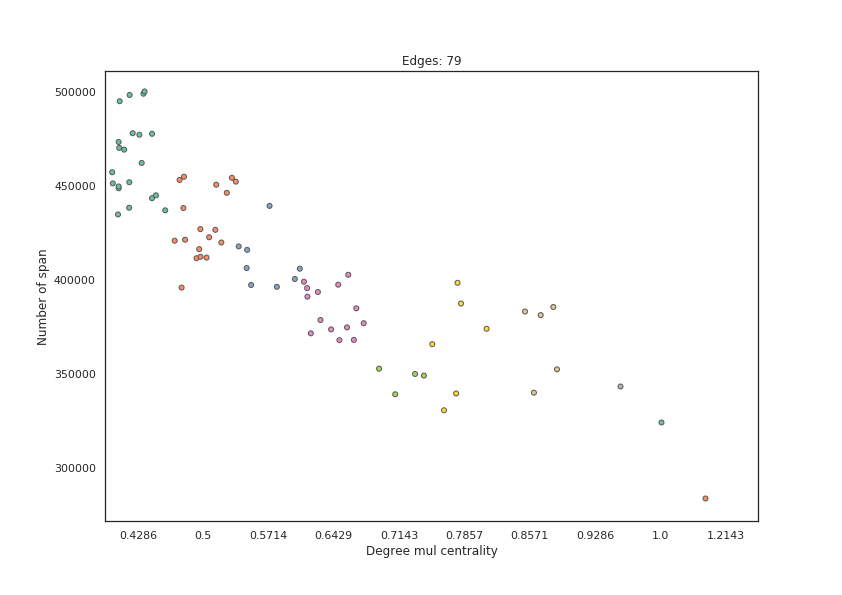 Edges: 79
Number of span
500000
450000
400000
350000
300000
0.4286 0.5 0.5714 0.6429 0.7143 0.7857 0.8571 0.9286 1.0 1.2143
Degree mul centrality